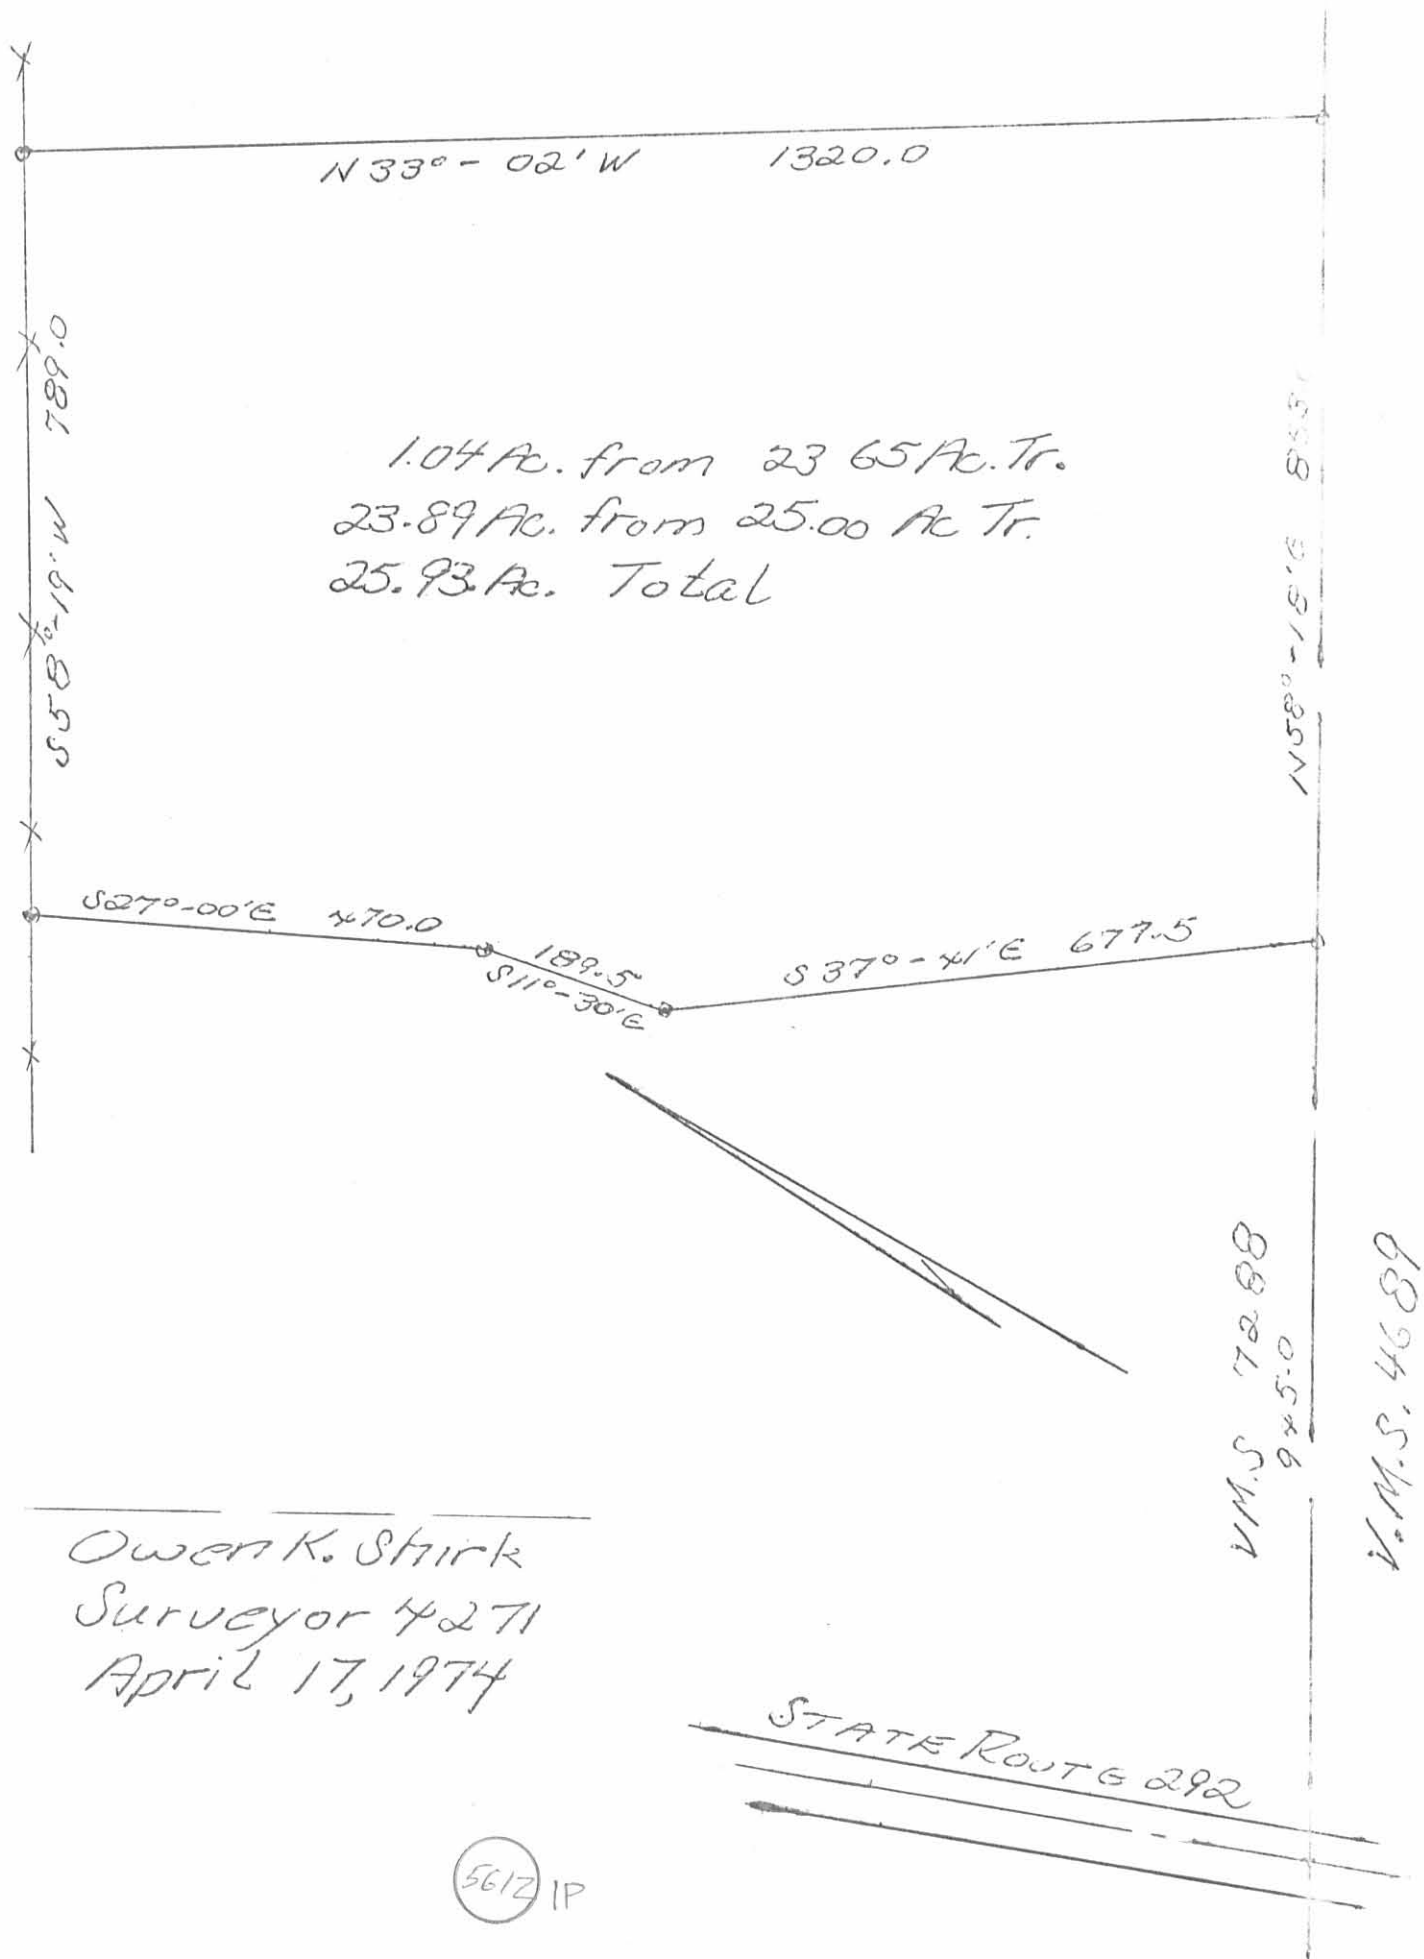 N 33° - 02' W 1320.0
S 58° - 19' W 789.0
1.04 Ac. from 23 65 Ac. Tr.
23.89 Ac. from 25.00 Ac Tr.
25.93. Ac. Total
N 58° - 18' E
S 27° - 00' E 470.0
189.5
S 11° - 30' E
S 37° - 41' E 677.5
V.M.S 7288
945.0
V.M.S. 4689
Owen K. Shirk
Surveyor 4271
April 17, 1974
STATE ROUTE 292
5612 1P